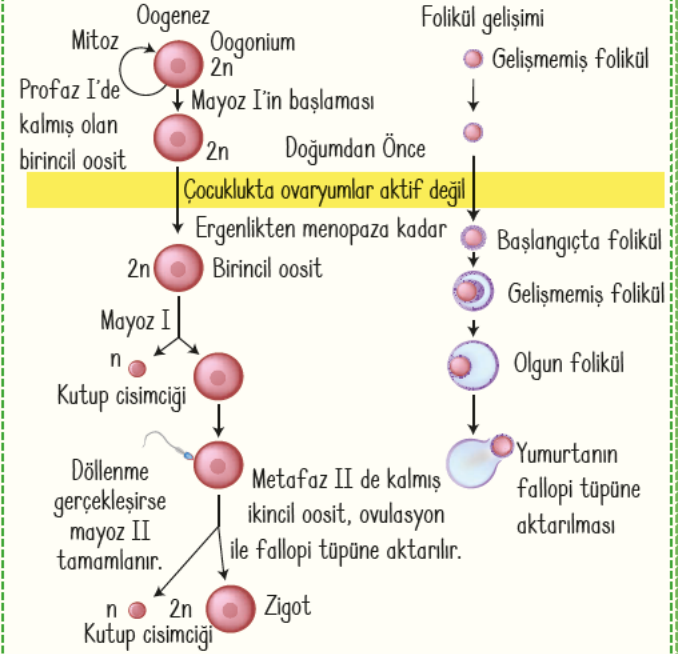 Oogenez
Folikül gelişimi
Mitoz
Oogonium
2n
Gelişmemiş folikül
Profaz I'de
kalmış olan
birincil oosit
Mayoz I'in başlaması
2n
Doğumdan Önce
Çocuklukta ovaryumlar aktif değil
Ergenlikten menopaza kadar
Başlangıçta folikül
2n
Birincil oosit
Gelişmemiş folikül
Mayoz I
n
Kutup cisimciği
Olgun folikül
Döllenme
gerçekleşirse
mayoz II
tamamlanır.
Metafaz II de kalmış
ikincil oosit, ovulasyon
ile fallopi tüpüne aktarılır.
Yumurtanın
fallopi tüpüne
aktarılması
n
2n
Zigot
Kutup cisimciği